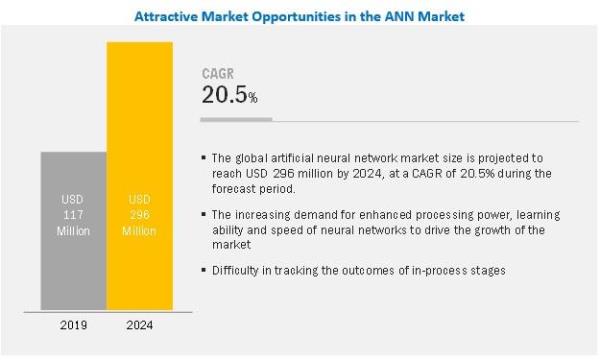 Attractive Market Opportunities in the ANN Market
CAGR
20.5%
▪ The global artificial neural network market size is projected to
reach USD 296 million by 2024, at a CAGR of 20.5% during the
forecast period.
▪ The increasing demand for enhanced processing power, learning
ability and speed of neural networks to drive the growth of the
market
▪ Difficulty in tracking the outcomes of in-process stages
USD
117
Million
USD
296
Million
2019
2024